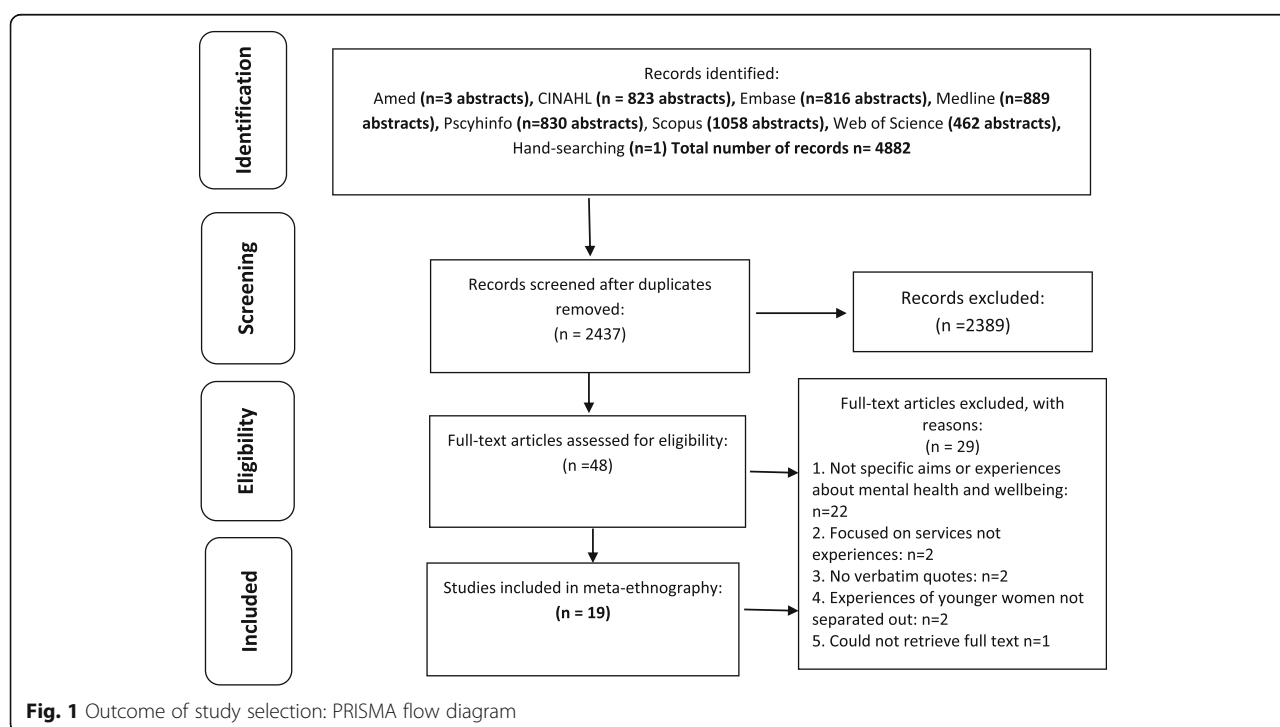 Identification
Records identified:
Amed (n=3 abstracts), CINAHL (n = 823 abstracts), Embase (n=816 abstracts), Medline (n=889
abstracts), Pscyhinfo (n=830 abstracts), Scopus (1058 abstracts), Web of Science (462 abstracts),
Hand-searching (n=1) Total number of records n= 4882
Screening
Records screened after duplicates
removed:
(n = 2437)
Records excluded:
(n =2389)
Eligibility
Full-text articles assessed for eligibility:
(n =48)
Full-text articles excluded, with
reasons:
(n = 29)
1. Not specific aims or experiences
about mental health and wellbeing:
n=22
2. Focused on services not
experiences: n=2
3. No verbatim quotes: n=2
4. Experiences of younger women not
separated out: n=2
5. Could not retrieve full text n=1
Included
Studies included in meta-ethnography:
(n = 19)
Fig. 1 Outcome of study selection: PRISMA flow diagram